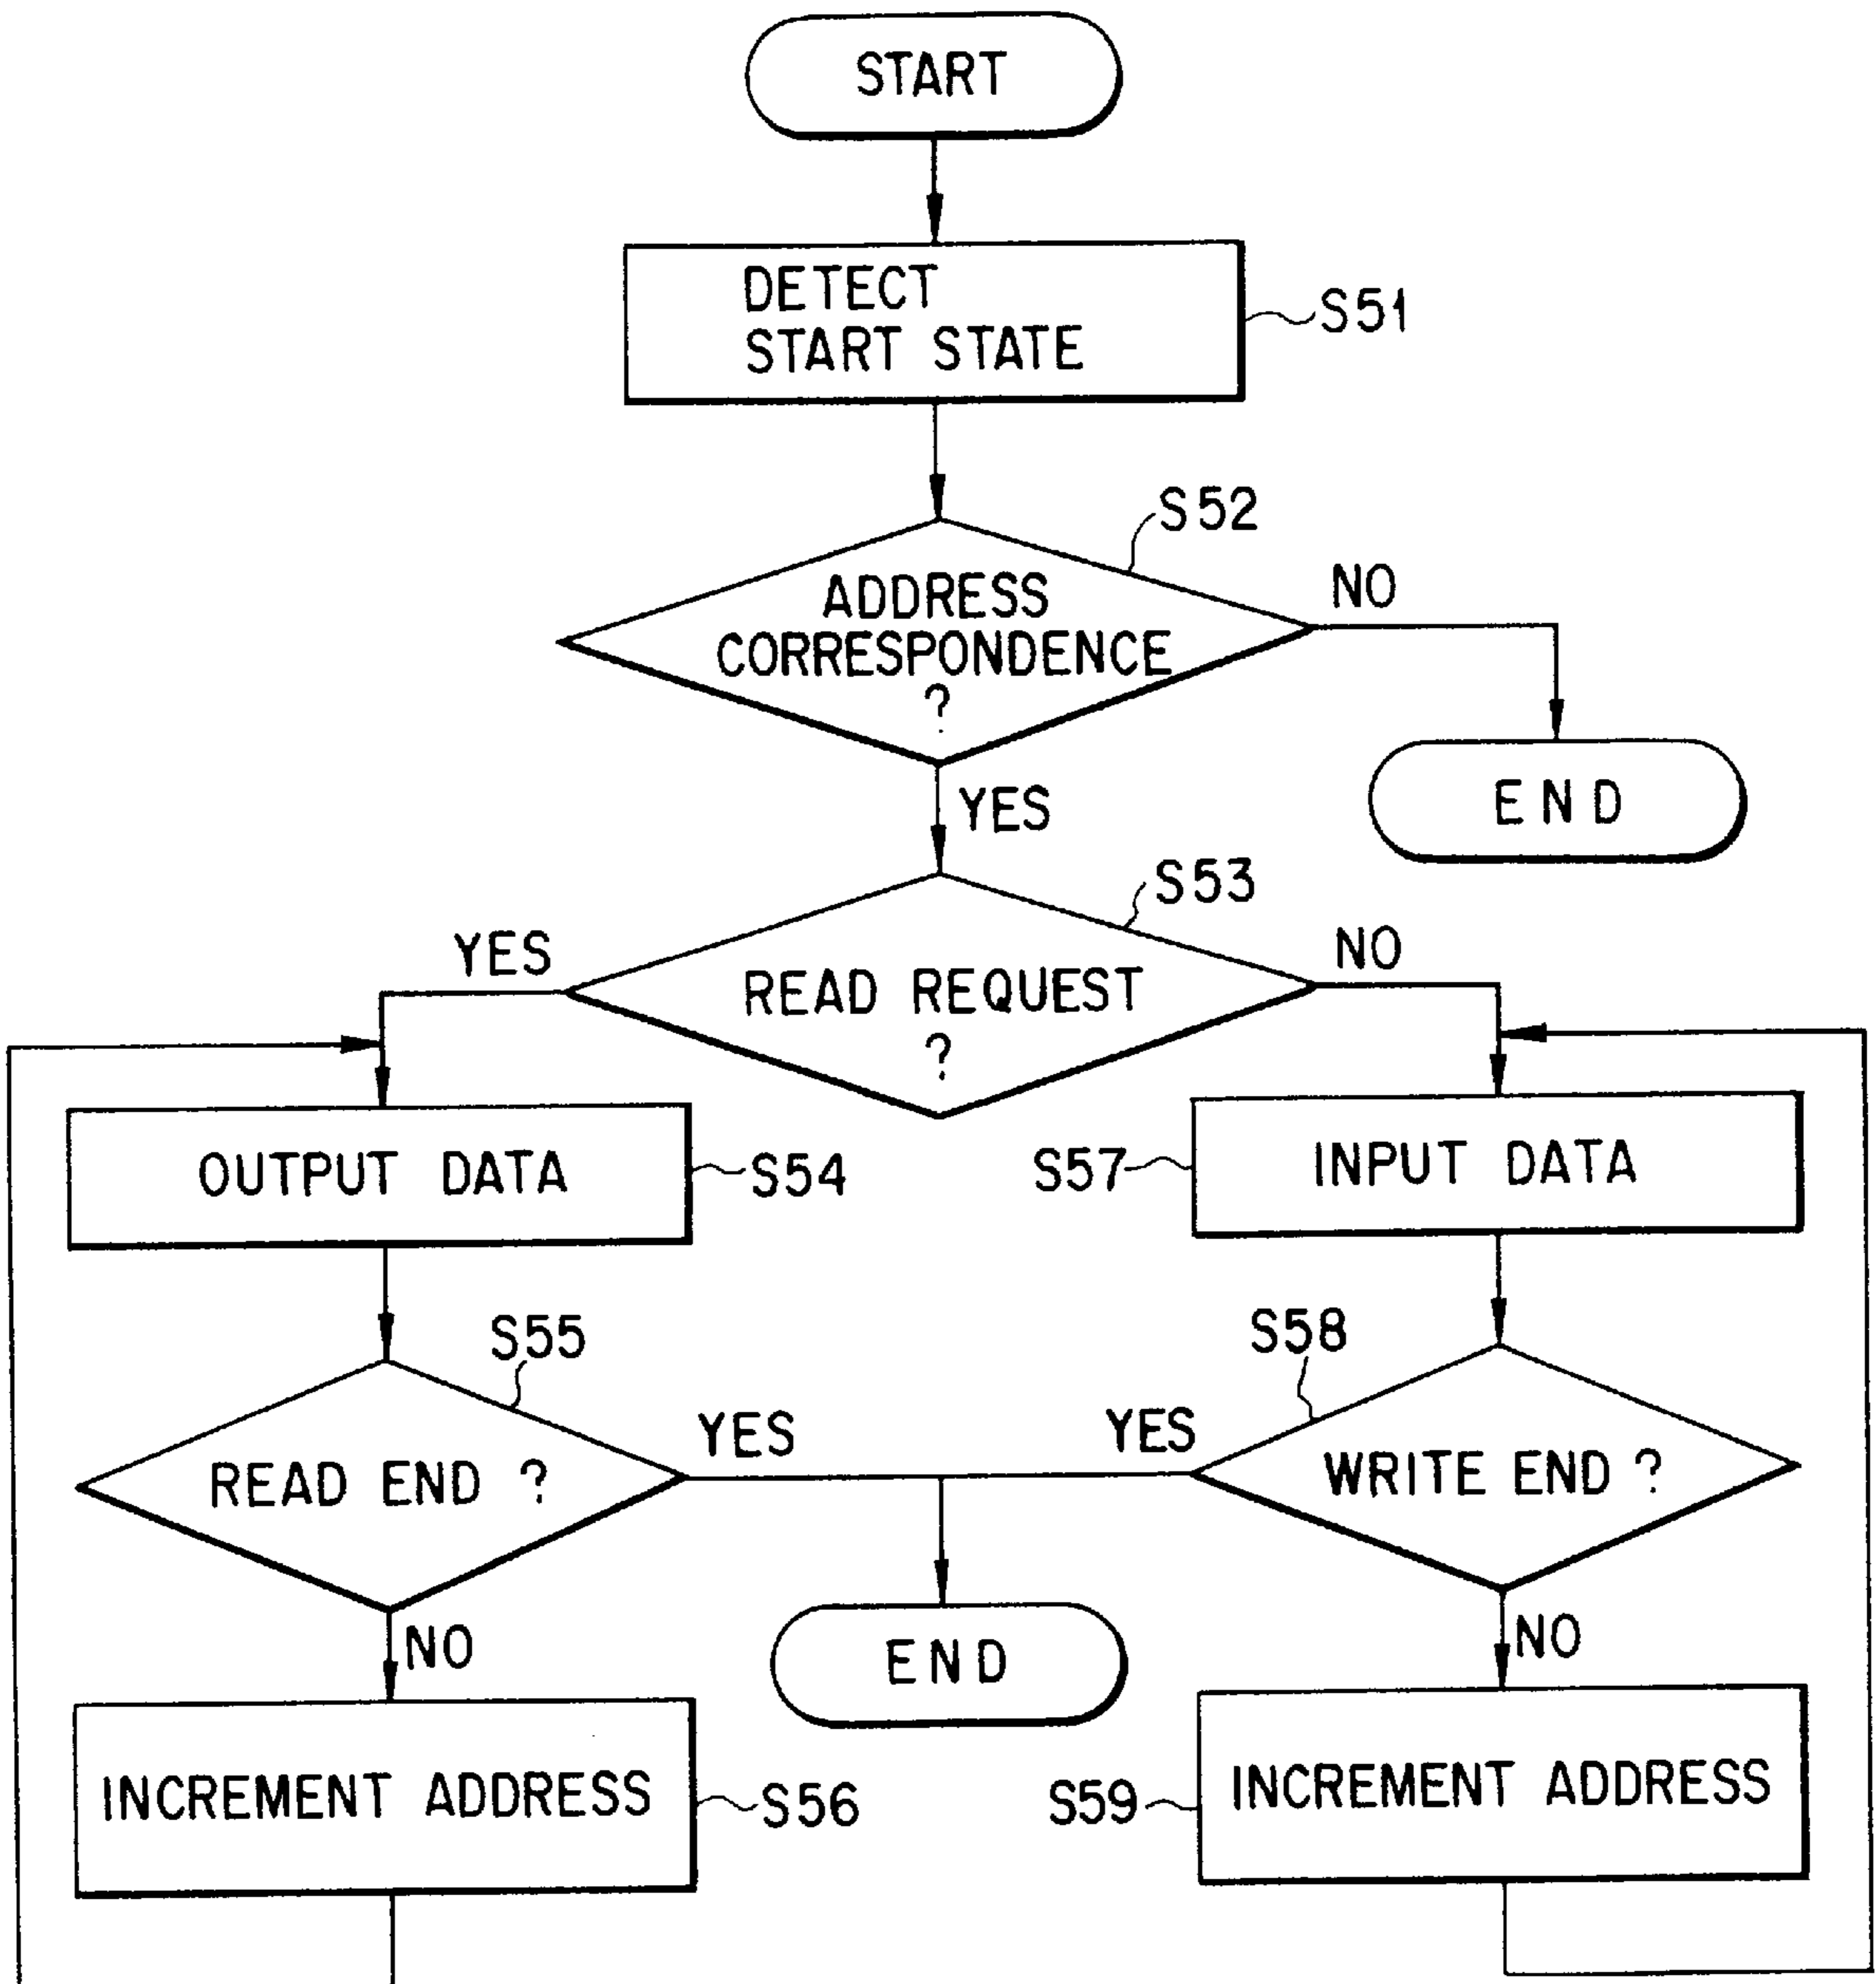 START
DETECT
START STATE
S51
S52
ADDRESS
CORRESPONDENCE
?
NO
END
YES
S53
YES
READ REQUEST
?
NO
OUTPUT DATA
S54
S57
INPUT DATA
S55
S58
READ END ?
YES
YES
WRITE END ?
NO
END
NO
INCREMENT ADDRESS
S56
S59
INCREMENT ADDRESS